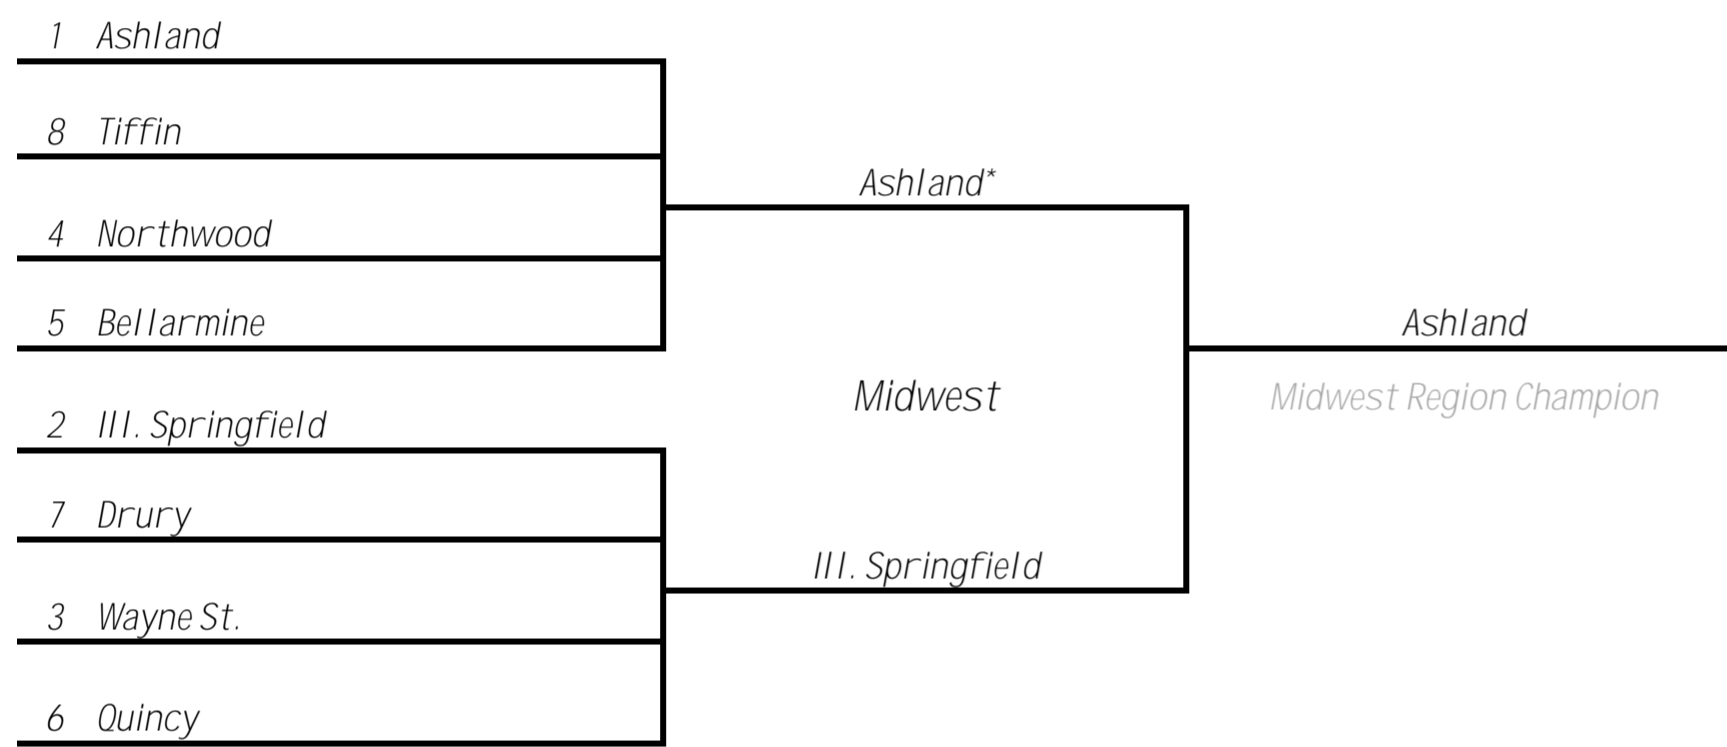 1 Ashland
8 Tiffin
4 Northwood
5 Bellarmine
2 Ill. Springfield
7 Drury
3 Wayne St.
6 Quincy
Ashland*
Midwest
Ill. Springfield
Ashland
Midwest Region Champion